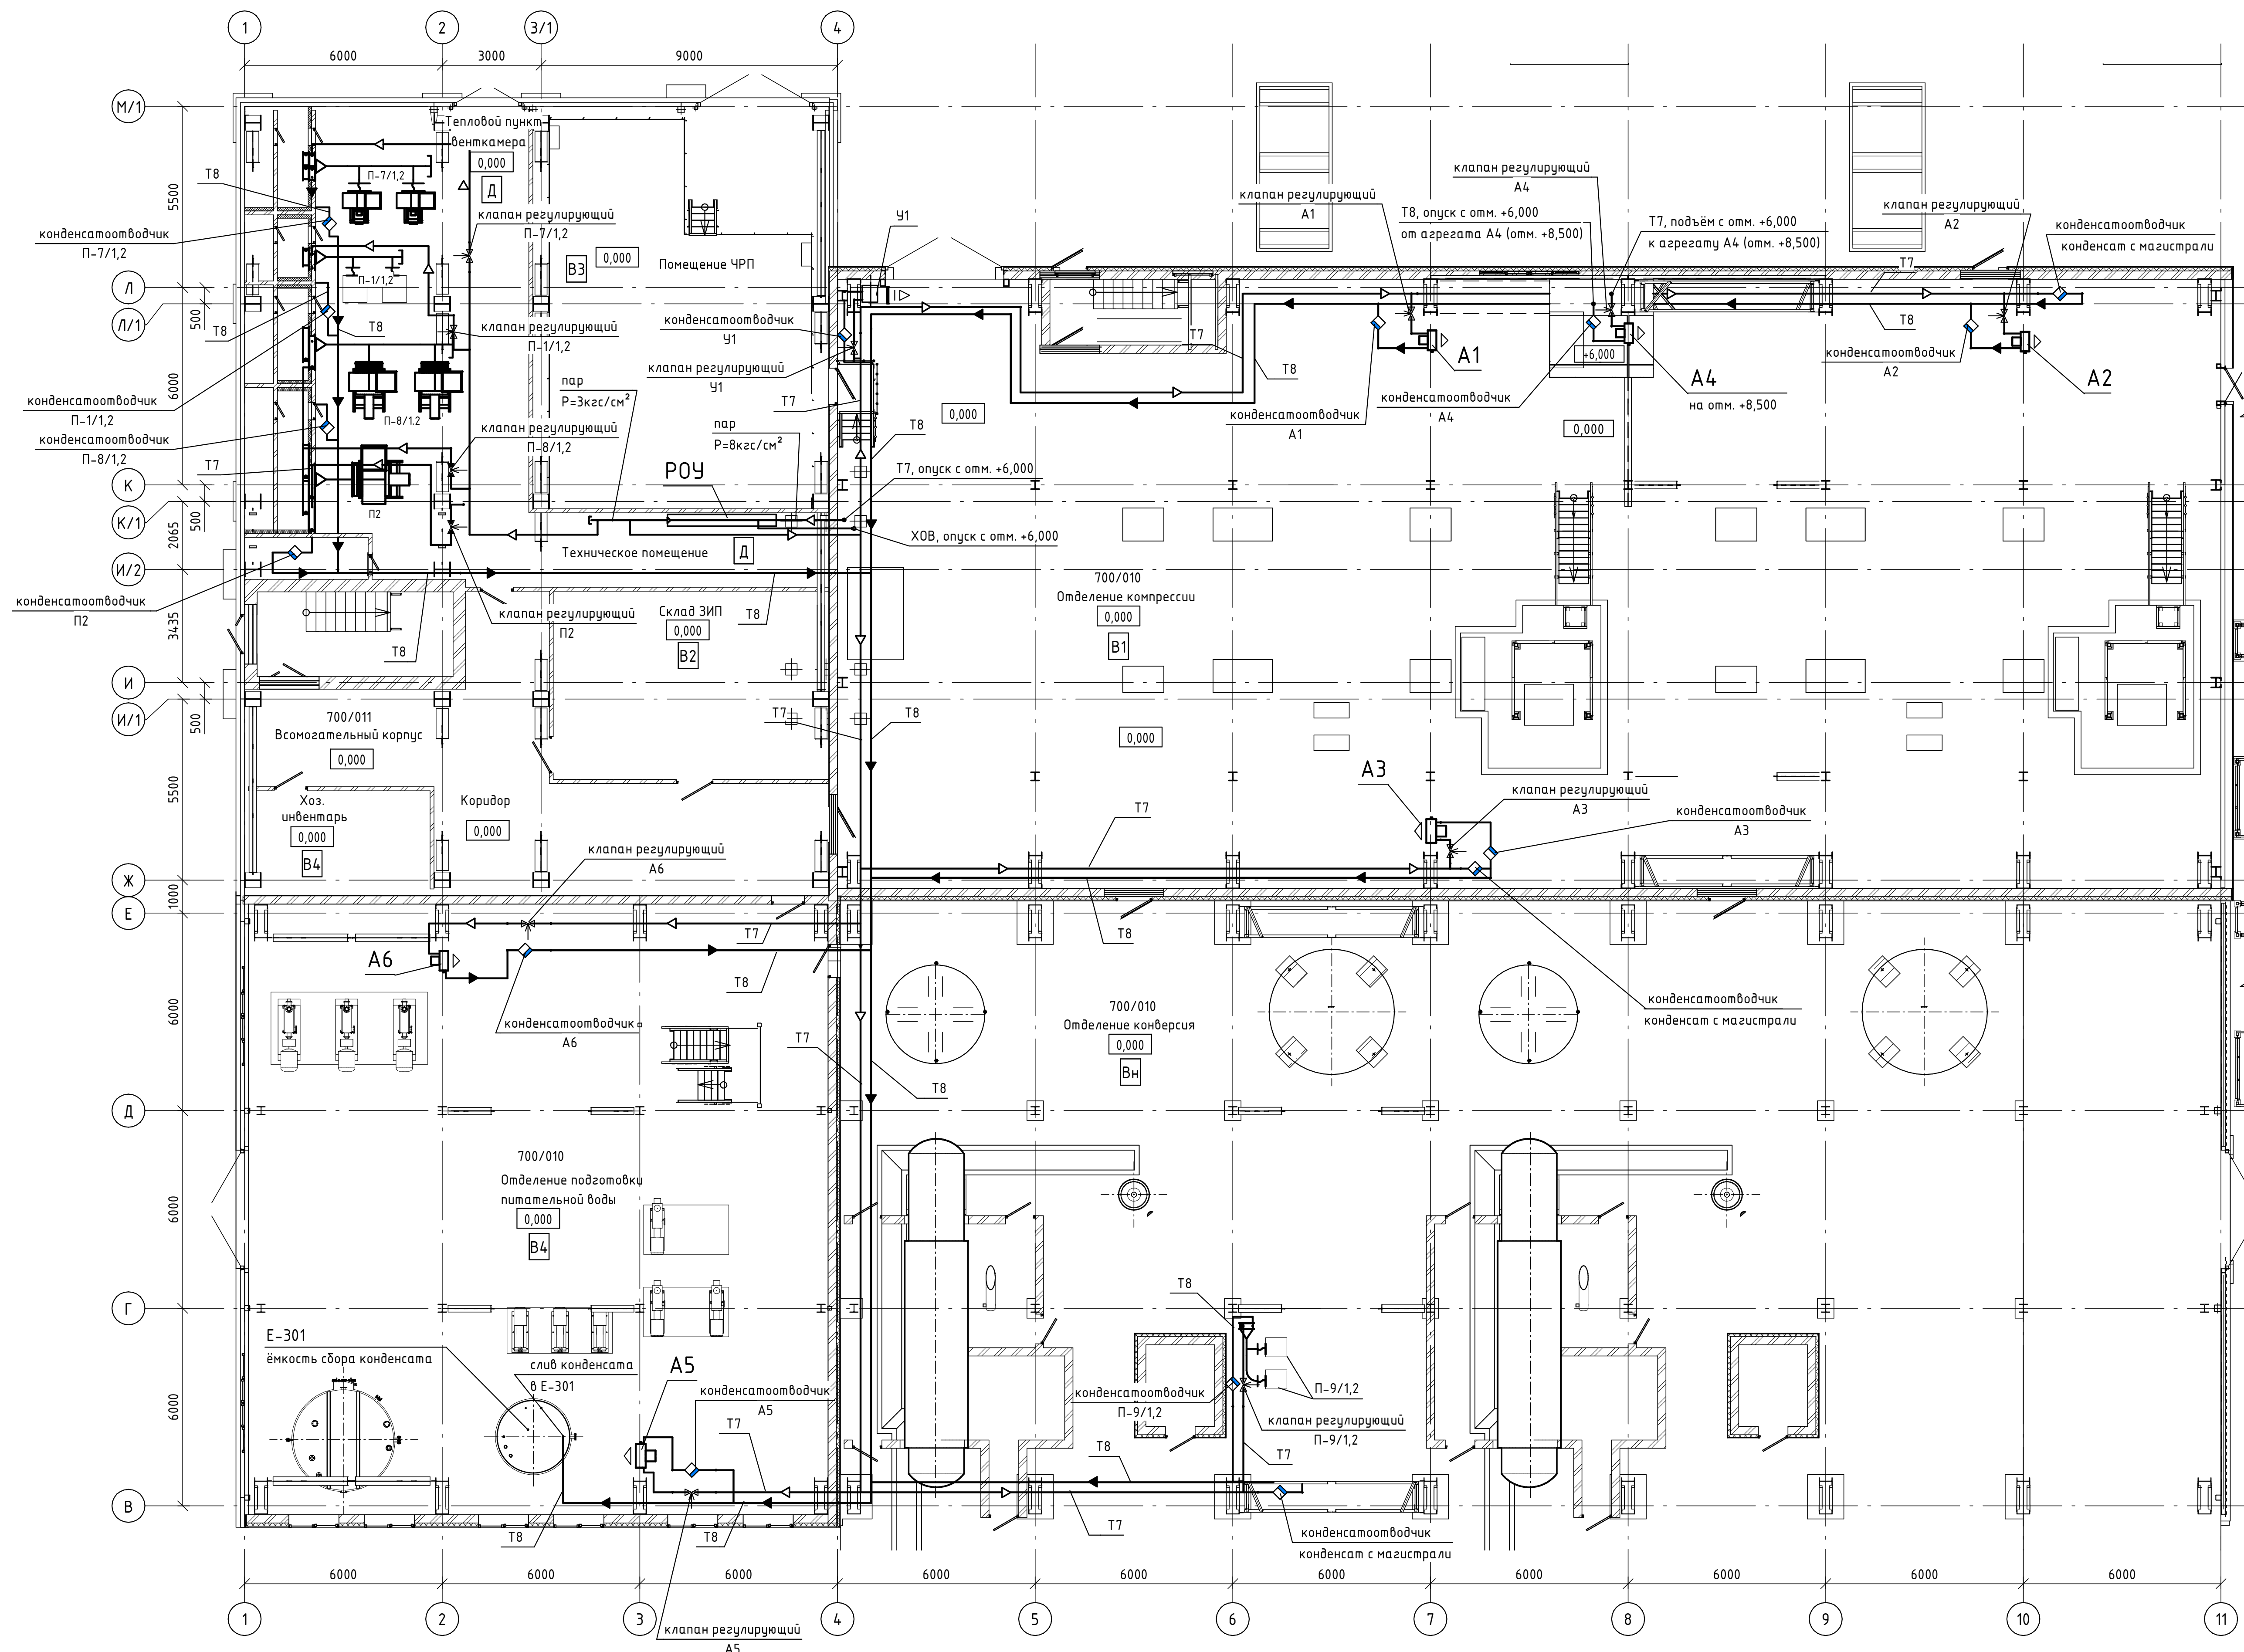 1
2
3/1
4
6000
3000
9000
М/1
Л
Л/1
К
К/1
И/2
И
И/1
Ж
Е
Д
Г
В
5500
500
6000
500
2065
3435
500
5500
1000
6000
6000
6000
Тепловой пункт
венткамера
0,000
Д
П-7/1,2
Т8
клапан регулирующий
П-7/1,2
конденсатоотводчик
П-7/1,2
В3
0,000
Помещение ЧРП
П-1/1,2
Т8
Т8
клапан регулирующий
П-1/1,2
конденсатоотводчик
П-1/1,2
конденсатоотводчик
П-8/1,2
П-8/1.2
клапан регулирующий
П-8/1,2
Т7
П2
пар
Р=3кгс/см²
пар
Р=8кгс/см²
РОУ
У1
конденсатоотводчик
У1
клапан регулирующий
У1
Т7
Т8
Т7, опуск с отм. +6,000
ХОВ, опуск с отм. +6,000
Техническое помещение
Д
конденсатоотводчик
П2
клапан регулирующий
П2
Т8
Склад ЗИП
0,000
В2
Т8
Т7
Т8
клапан регулирующий
А1
клапан регулирующий
А4
Т8, опуск с отм. +6,000
от агрегата А4 (отм. +8,500)
Т7, подъём с отм. +6,000
к агрегату А4 (отм. +8,500)
клапан регулирующий
А2
конденсатоотводчик
конденсат с магистрали
Т7
Т8
Т7
Т8
А1
+6,000
А4
на отм. +8,500
конденсатоотводчик
А2
А2
конденсатоотводчик
А1
конденсатоотводчик
А4
0,000
0,000
700/010
Отделение компрессии
0,000
В1
0,000
700/011
Всомогательный корпус
0,000
Хоз.
инвентарь
0,000
В4
Коридор
0,000
клапан регулирующий
А6
А3
клапан регулирующий
А3
конденсатоотводчик
А3
Т7
Т8
Т7
Т8
А6
конденсатоотводчик
А6
Т7
Т8
700/010
Отделение конверсия
0,000
Вн
конденсатоотводчик
конденсат с магистрали
700/010
Отделение подготовки
питательной воды
0,000
В4
Е-301
ёмкость сбора конденсата
слив конденсата
в Е-301
А5
конденсатоотводчик
А5
Т7
Т8
Т8
клапан регулирующий
А5
Т8
конденсатоотводчик
П-9/1,2
П-9/1,2
клапан регулирующий
П-9/1,2
Т7
Т8
Т7
конденсатоотводчик
конденсат с магистрали
6000
6000
6000
6000
6000
6000
6000
6000
6000
6000
1
2
3
4
5
6
7
8
9
10
11